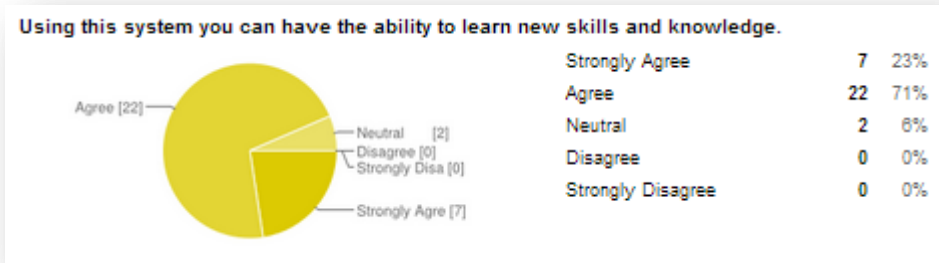 Using this system you can have the ability to learn new skills and knowledge.
Agree [22]
Neutral [2]
Disagree [0]
Strongly Disa [0]
Strongly Agre [7]
Strongly Agree 7 23%
Agree 22 71%
Neutral 2 6%
Disagree 0 0%
Strongly Disagree 0 0%